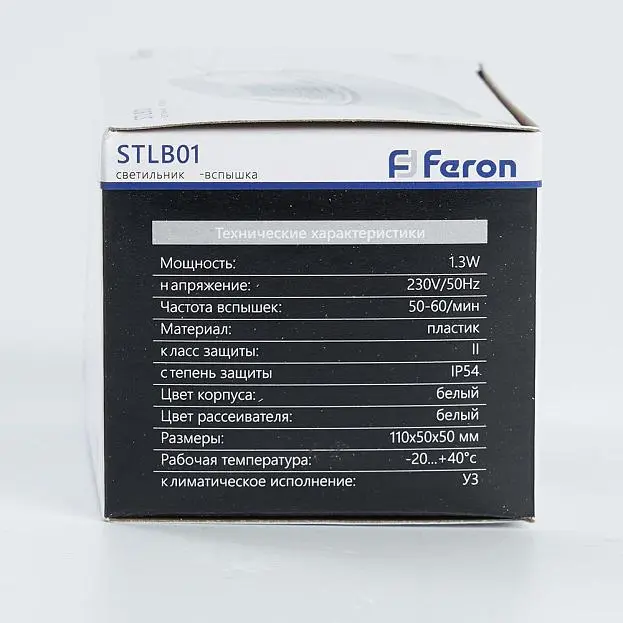 STLB01
светильник -вспышка
Feron
Технические характеристики
Мощность: 1.3W
напряжение: 230V/50Hz
Частота вспышек: 50-60/мин
Материал: пластик
класс защиты: II
степень защиты IP54
Цвет корпуса: белый
Цвет рассеивателя: белый
Размеры: 110x50x50 мм
Рабочая температура: -20...+40°с
климатическое исполнение: У3